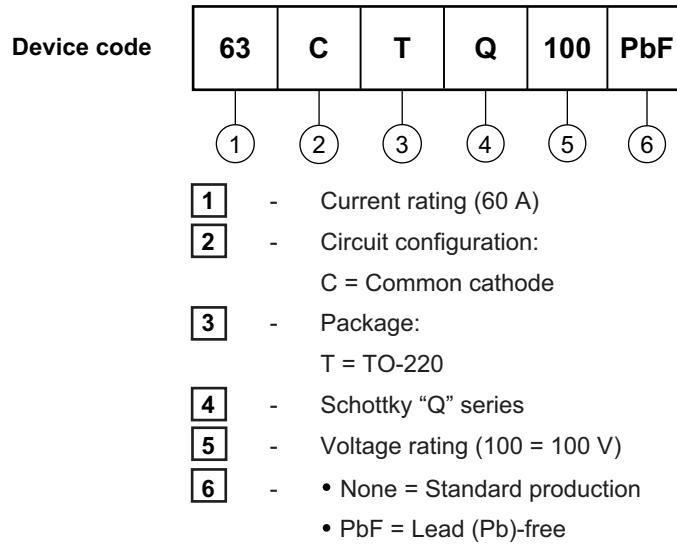 Device code 63 C T Q 100 PbF
1 2 3 4 5 6
1 - Current rating (60 A)
2 - Circuit configuration:
C = Common cathode
3 - Package:
T = TO-220
4 - Schottky “Q” series
5 - Voltage rating (100 = 100 V)
6 - • None = Standard production
• PbF = Lead (Pb)-free